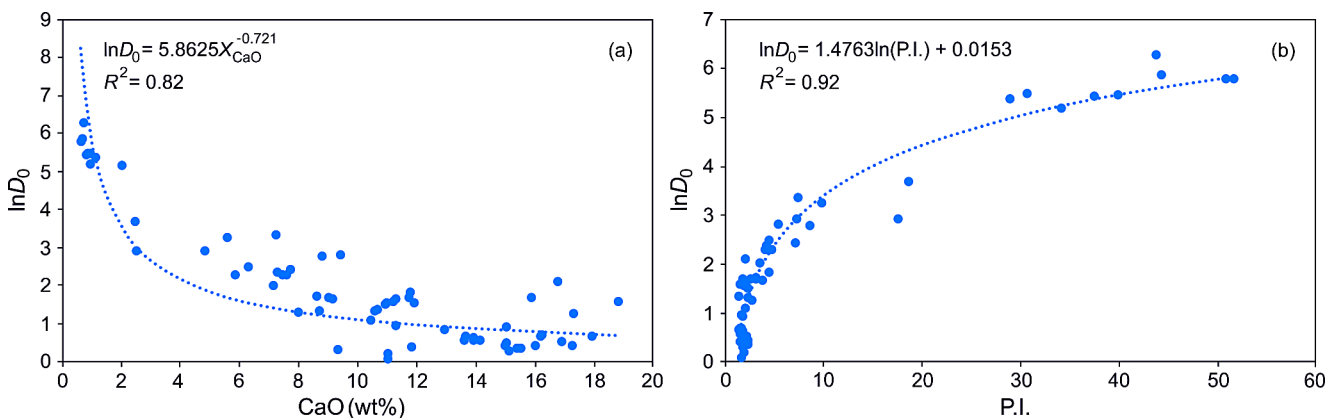 9
8
7
6
5
4
3
2
1
0
lnD₀
lnD₀ = 5.8625X_CaO^-0.721
R² = 0.82
(a)
0 2 4 6 8 10 12 14 16 18 20
CaO (wt%)
7
6
5
4
3
2
1
0
lnD₀
lnD₀ = 1.4763ln(P.I.) + 0.0153
R² = 0.92
(b)
0 10 20 30 40 50 60
P.I.